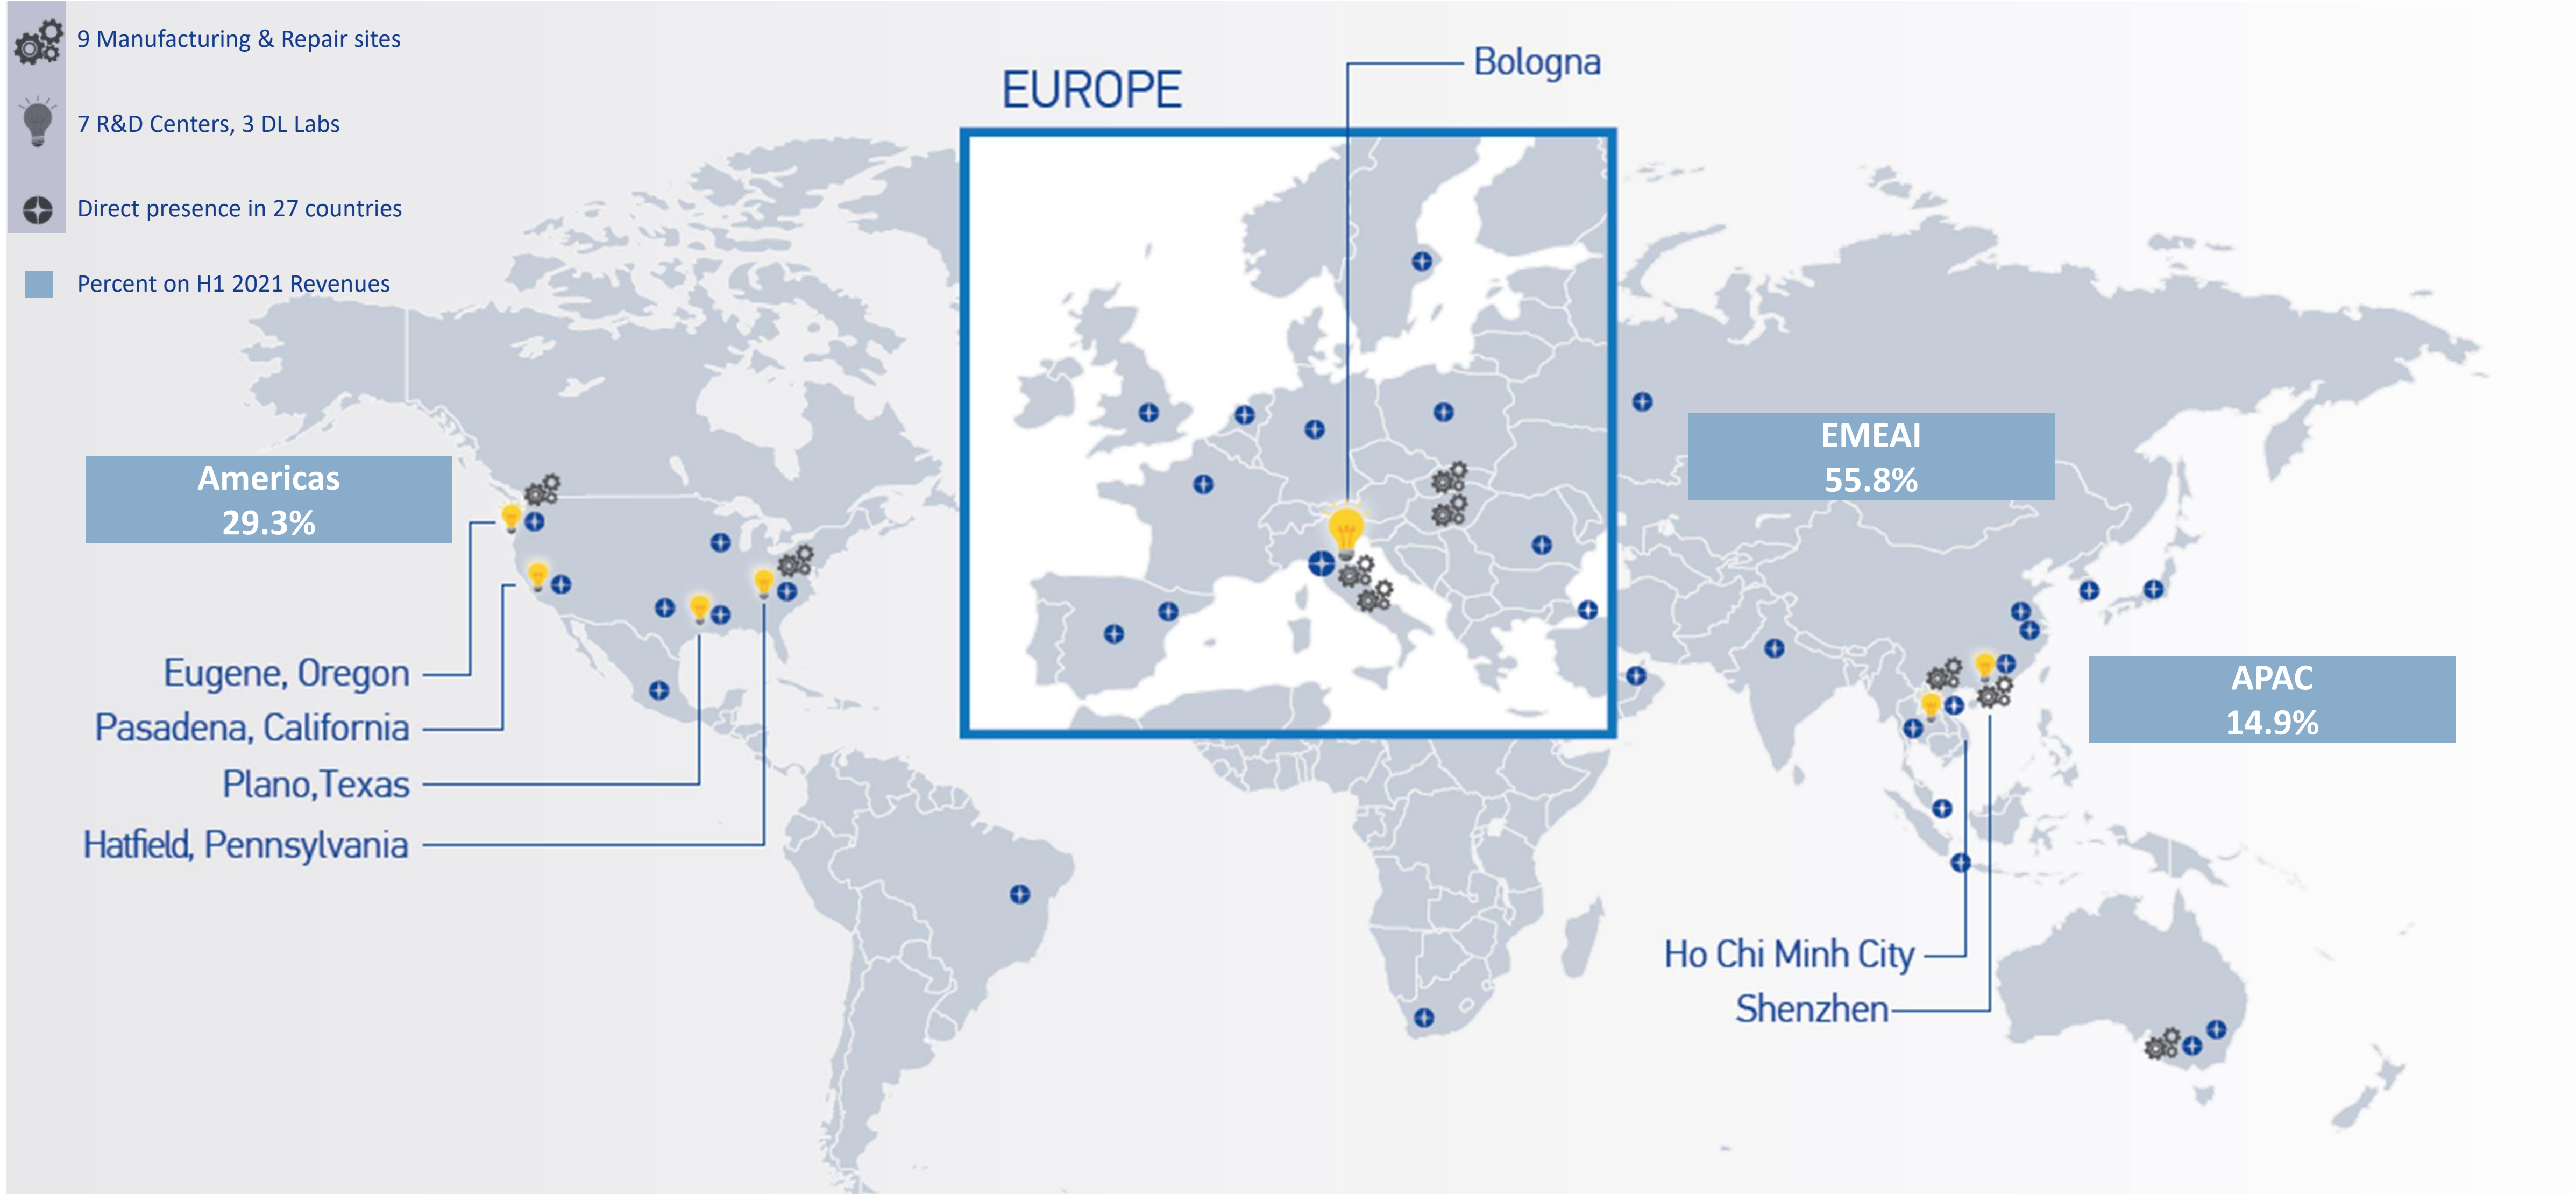 9 Manufacturing & Repair sites
7 R&D Centers, 3 DL Labs
Direct presence in 27 countries
Percent on H1 2021 Revenues
EUROPE
Bologna
Americas
29.3%
EMEAI
55.8%
APAC
14.9%
Eugene, Oregon
Pasadena, California
Plano,Texas
Hatfield, Pennsylvania
Ho Chi Minh City
Shenzhen